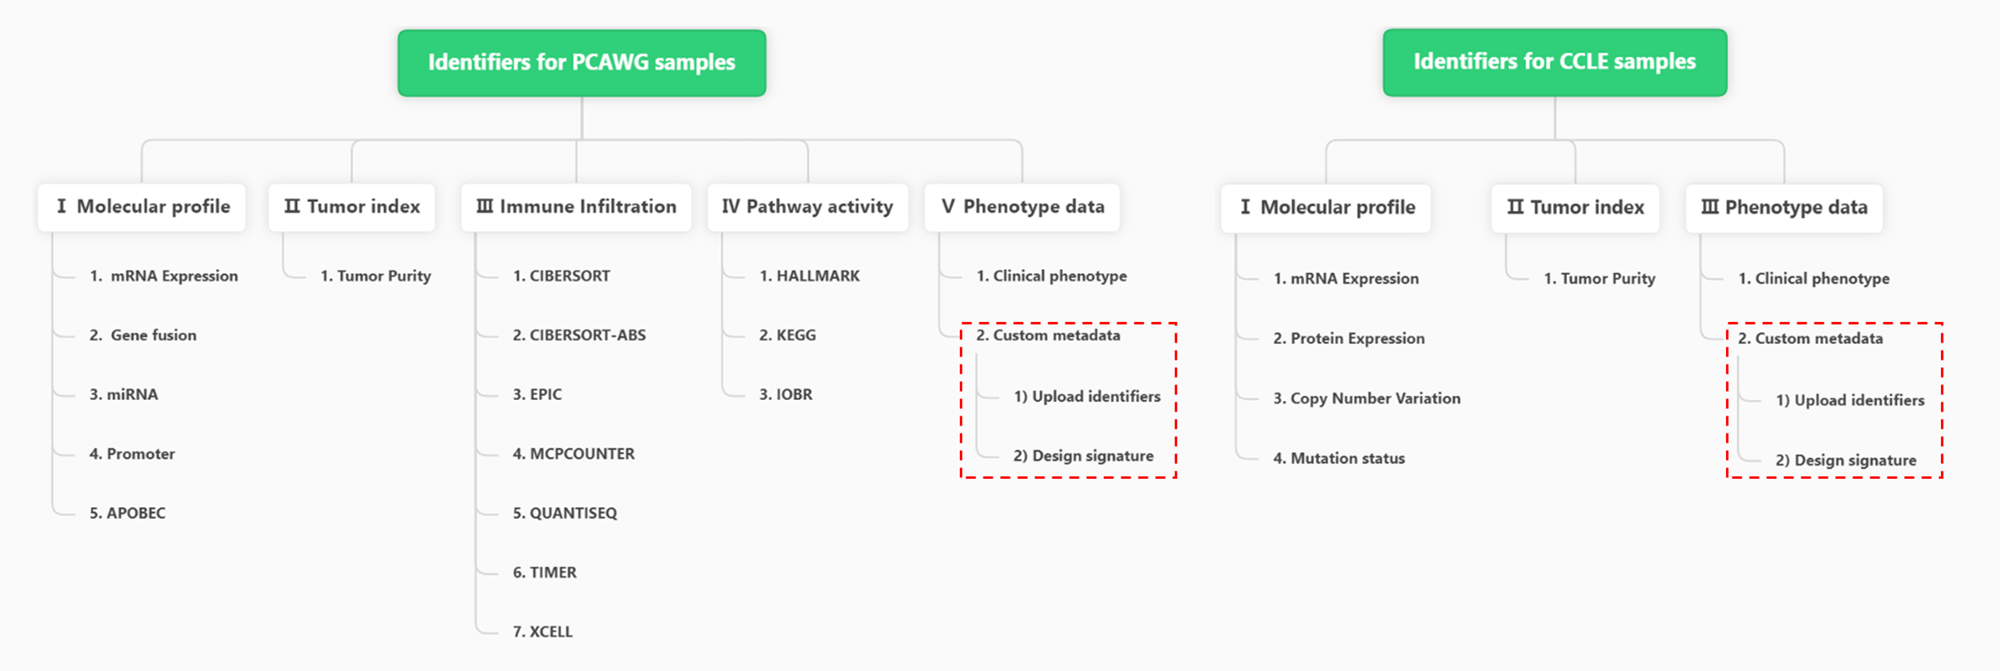 Identifiers for PCAWG samples
Ⅰ Molecular profile
1. mRNA Expression
2. Gene fusion
3. miRNA
4. Promoter
5. APOBEC
Ⅱ Tumor index
1. Tumor Purity
Ⅲ Immune Infiltration
1. CIBERSORT
2. CIBERSORT-ABS
3. EPIC
4. MCPCOUNTER
5. QUANTISEQ
6. TIMER
7. XCELL
Ⅳ Pathway activity
1. HALLMARK
2. KEGG
3. IOBR
Ⅴ Phenotype data
1. Clinical phenotype
2. Custom metadata
1) Upload identifiers
2) Design signature
Identifiers for CCLE samples
Ⅰ Molecular profile
1. mRNA Expression
2. Protein Expression
3. Copy Number Variation
4. Mutation status
Ⅱ Tumor index
1. Tumor Purity
Ⅲ Phenotype data
1. Clinical phenotype
2. Custom metadata
1) Upload identifiers
2) Design signature